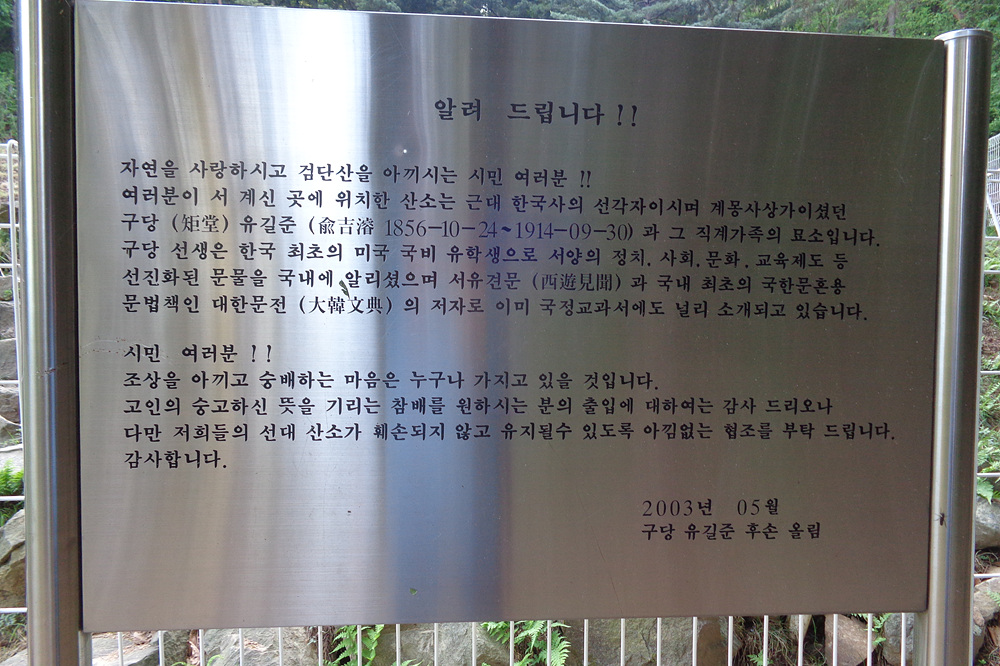 알려 드립니다 !!
자연을 사랑하시고 검단산을 아끼시는 시민 여러분 !!
여러분이 서 계신 곳에 위치한 산소는 근대 한국사의 선각자이시며 계몽사상가이셨던
구당 (矩堂) 유길준 (兪吉濬 1856-10-24~1914-09-30) 과 그 직계가족의 묘소입니다.
구당 선생은 한국 최초의 미국 국비 유학생으로 서양의 정치. 사회. 문화. 교육제도 등
선진화된 문물을 국내에 알리셨으며 서유견문 (西遊見聞) 과 국내 최초의 국한문혼용
문법책인 대한문전 (大韓文典) 의 저자로 이미 국정교과서에도 널리 소개되고 있습니다.
시민 여러분 !!
조상을 아끼고 숭배하는 마음은 누구나 가지고 있을 것입니다.
고인의 숭고하신 뜻을 기리는 참배를 원하시는 분의 출입에 대하여는 감사 드리오나
다만 저희들의 선대 산소가 훼손되지 않고 유지될수 있도록 아낌없는 협조를 부탁 드립니다.
감사합니다.
2003년 05월
구당 유길준 후손 올림